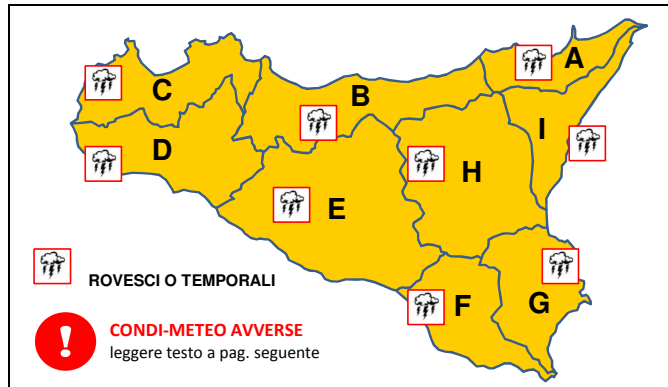 A
B
C
I
D
H
E
F
G
ROVESCI O TEMPORALI
!
CONDI-METEO AVVERSE
leggere testo a pag. seguente